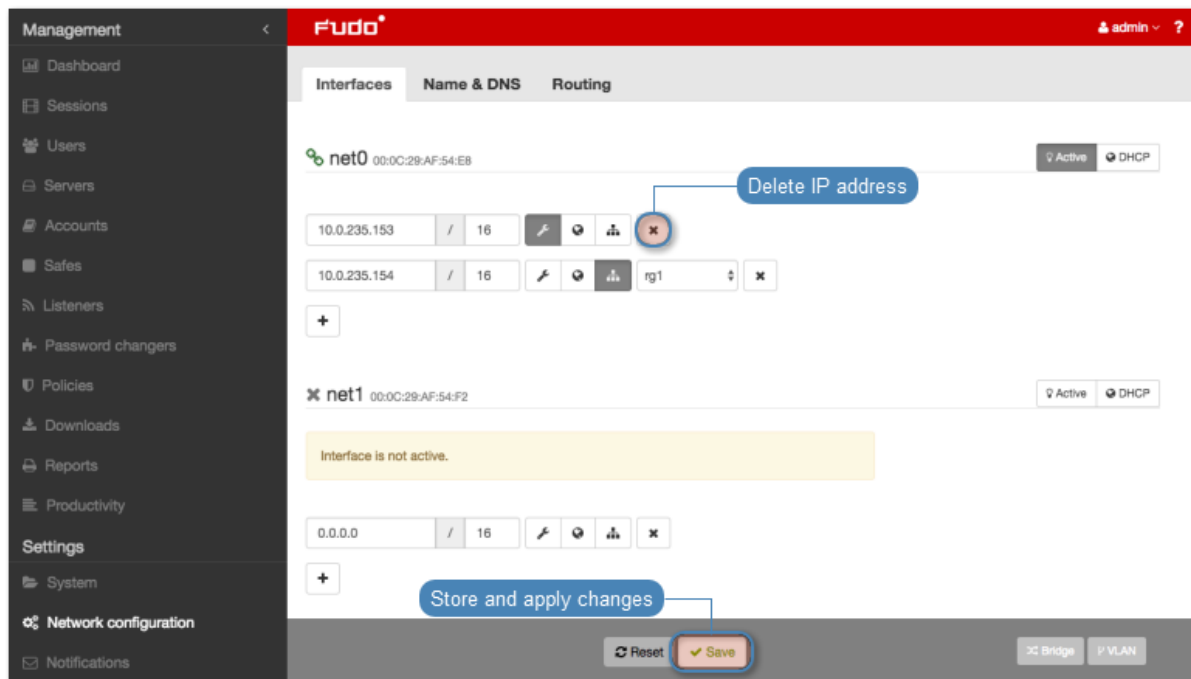 Management
Dashboard
Sessions
Users
Servers
Accounts
Safes
Listeners
Password changers
Policies
Downloads
Reports
Productivity
Settings
System
Network configuration
Notifications
FUDO
admin ?
Interfaces Name & DNS Routing
net0 00:0C:29:AF:54:E8
Active DHCP
Delete IP address
10.0.235.153 / 16
10.0.235.154 / 16 rg1
+
net1 00:0C:29:AF:54:F2
Active DHCP
Interface is not active.
0.0.0.0 / 16
+
Store and apply changes
Reset Save
Bridge VLAN